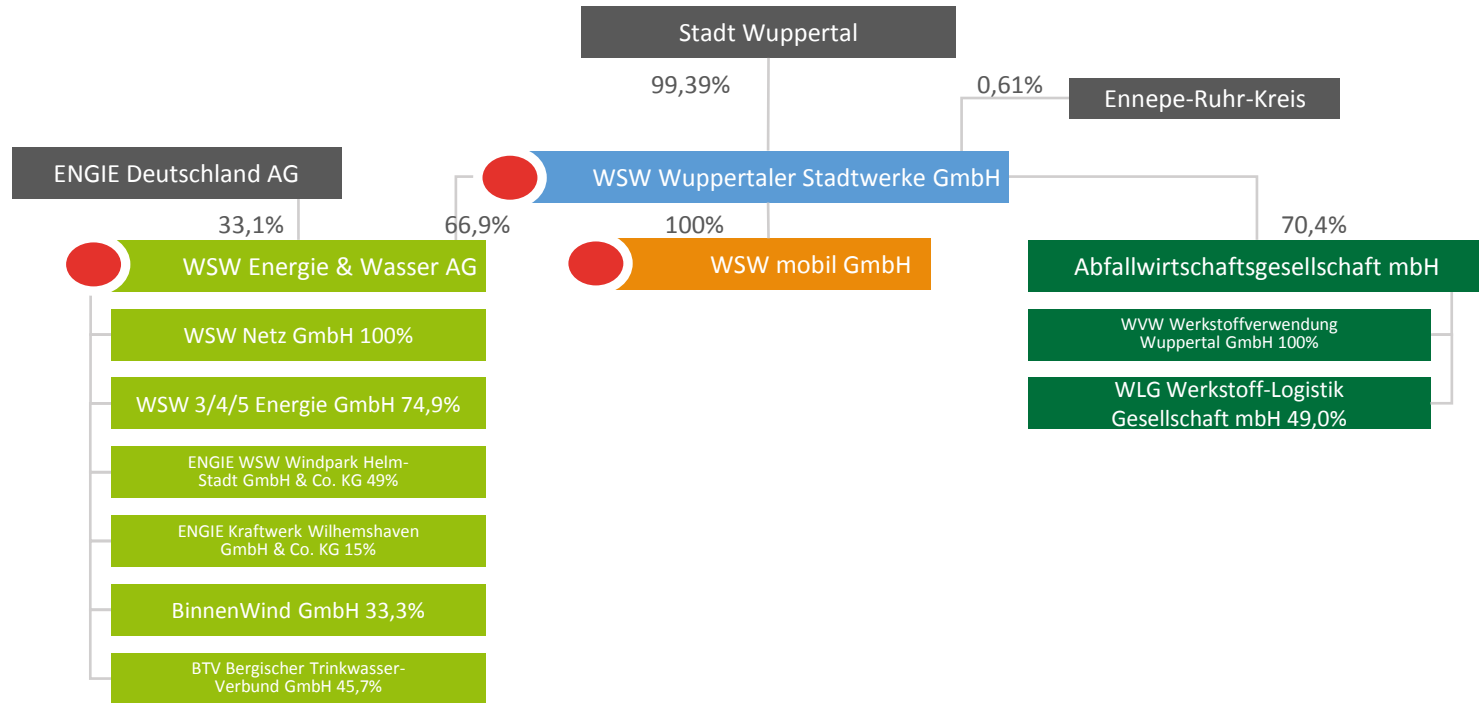 Stadt Wuppertal
99,39%
0,61%
Ennepe-Ruhr-Kreis
ENGIE Deutschland AG
WSW Wuppertaler Stadtwerke GmbH
33,1%
66,9%
100%
70,4%
WSW Energie & Wasser AG
WSW mobil GmbH
Abfallwirtschaftsgesellschaft mbH
WSW Netz GmbH 100%
WSW 3/4/5 Energie GmbH 74,9%
ENGIE WSW Windpark Helm-
Stadt GmbH & Co. KG 49%
ENGIE Kraftwerk Wilhemshaven
GmbH & Co. KG 15%
BinnenWind GmbH 33,3%
BTV Bergischer Trinkwasser-
Verbund GmbH 45,7%
WVW Werkstoffverwendung
Wuppertal GmbH 100%
WLG Werkstoff-Logistik
Gesellschaft mbH 49,0%